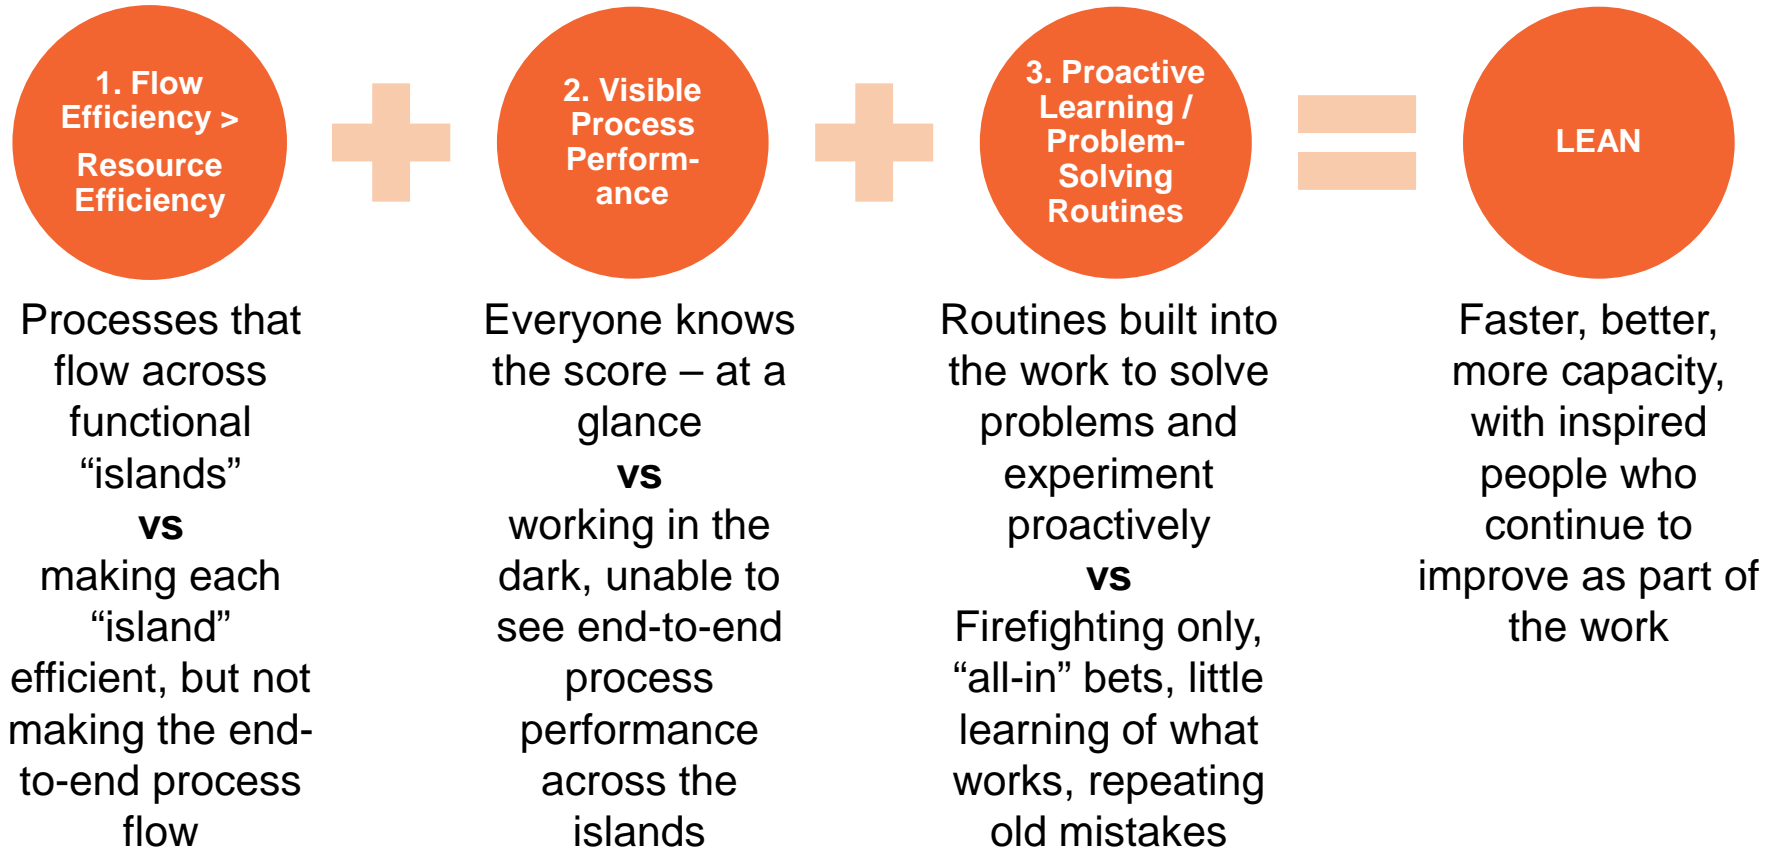 1. Flow
Efficiency >
Resource
Efficiency
2. Visible
Process
Perform-
ance
3. Proactive
Learning /
Problem-
Solving
Routines
LEAN
Processes that
flow across
functional
“islands”
vs
making each
“island”
efficient, but not
making the end-
to-end process
flow
Everyone knows
the score – at a
glance
vs
working in the
dark, unable to
see end-to-end
process
performance
across the
islands
Routines built into
the work to solve
problems and
experiment
proactively
vs
Firefighting only,
“all-in” bets, little
learning of what
works, repeating
old mistakes
Faster, better,
more capacity,
with inspired
people who
continue to
improve as part of
the work